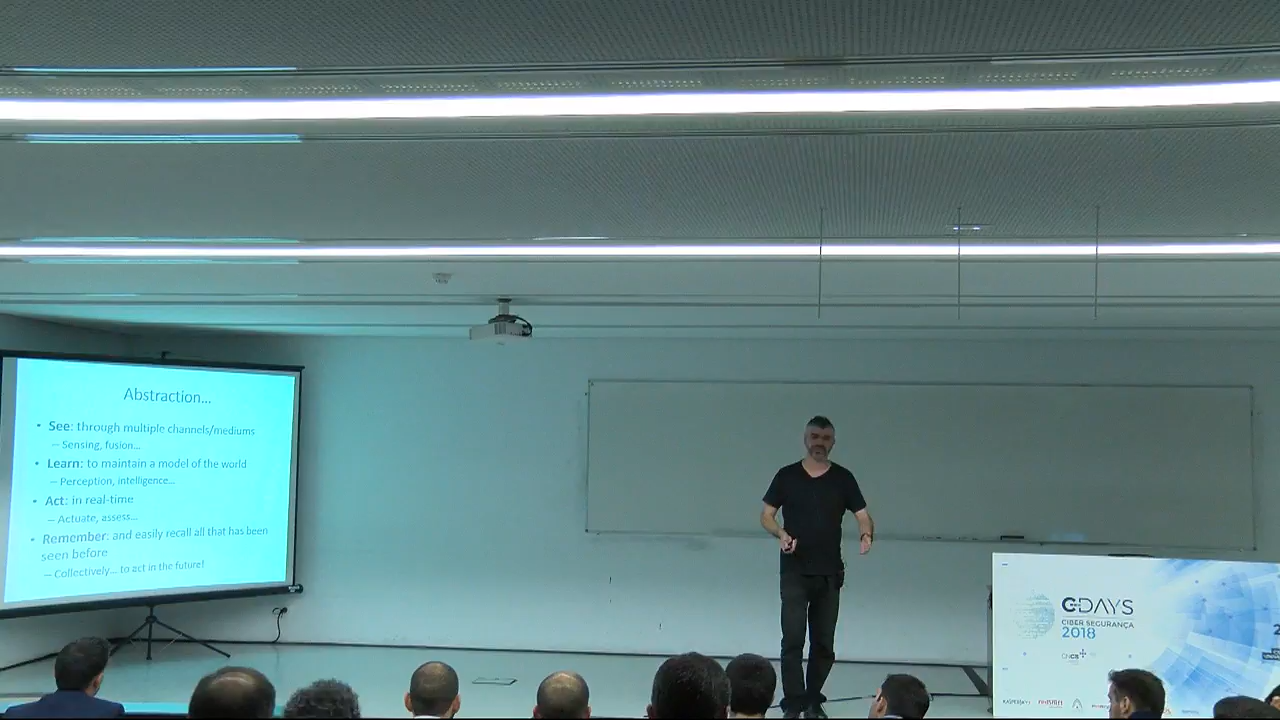 Abstraction...
• See: through multiple channels/mediums
– Sensing, fusion...
• Learn: to maintain a model of the world
– Perception, intelligence...
• Act: in real-time
– Actuate, assess...
• Remember: and easily recall all that has been
seen before
– Collectively... to act in the future!
C-DAYS
CIBER SEGURANÇA
2018
CNCS
KASPERSKY